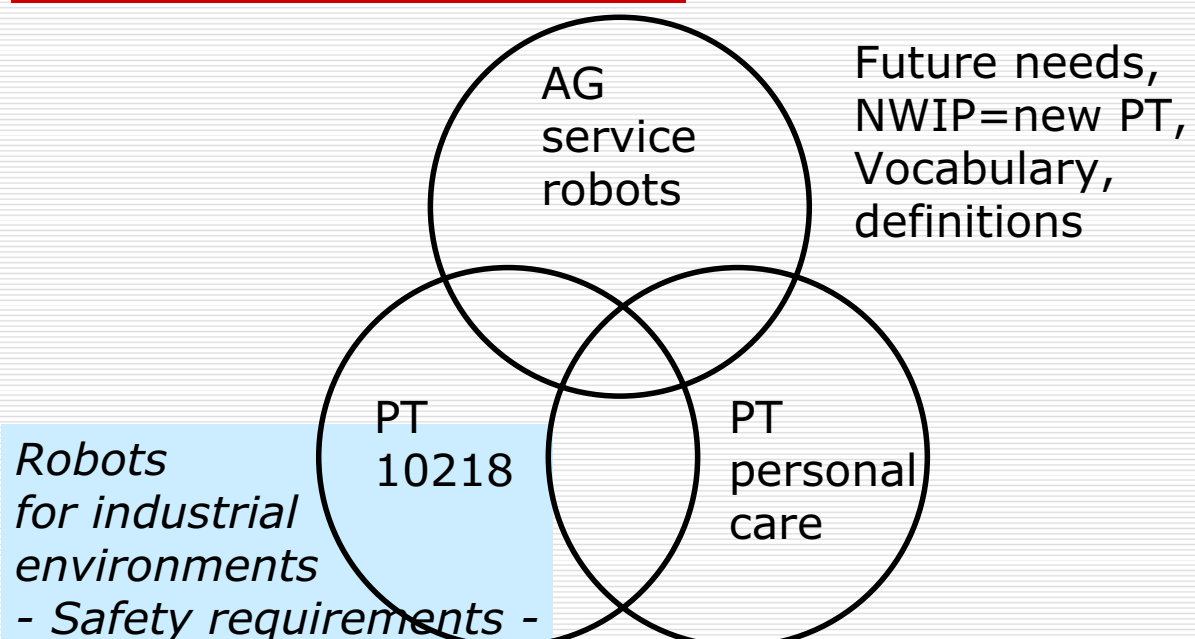 AG
service
robots
Future needs,
NWIP=new PT,
Vocabulary,
definitions
PT
10218
PT
personal
care
Robots
for industrial
environments
- Safety requirements -